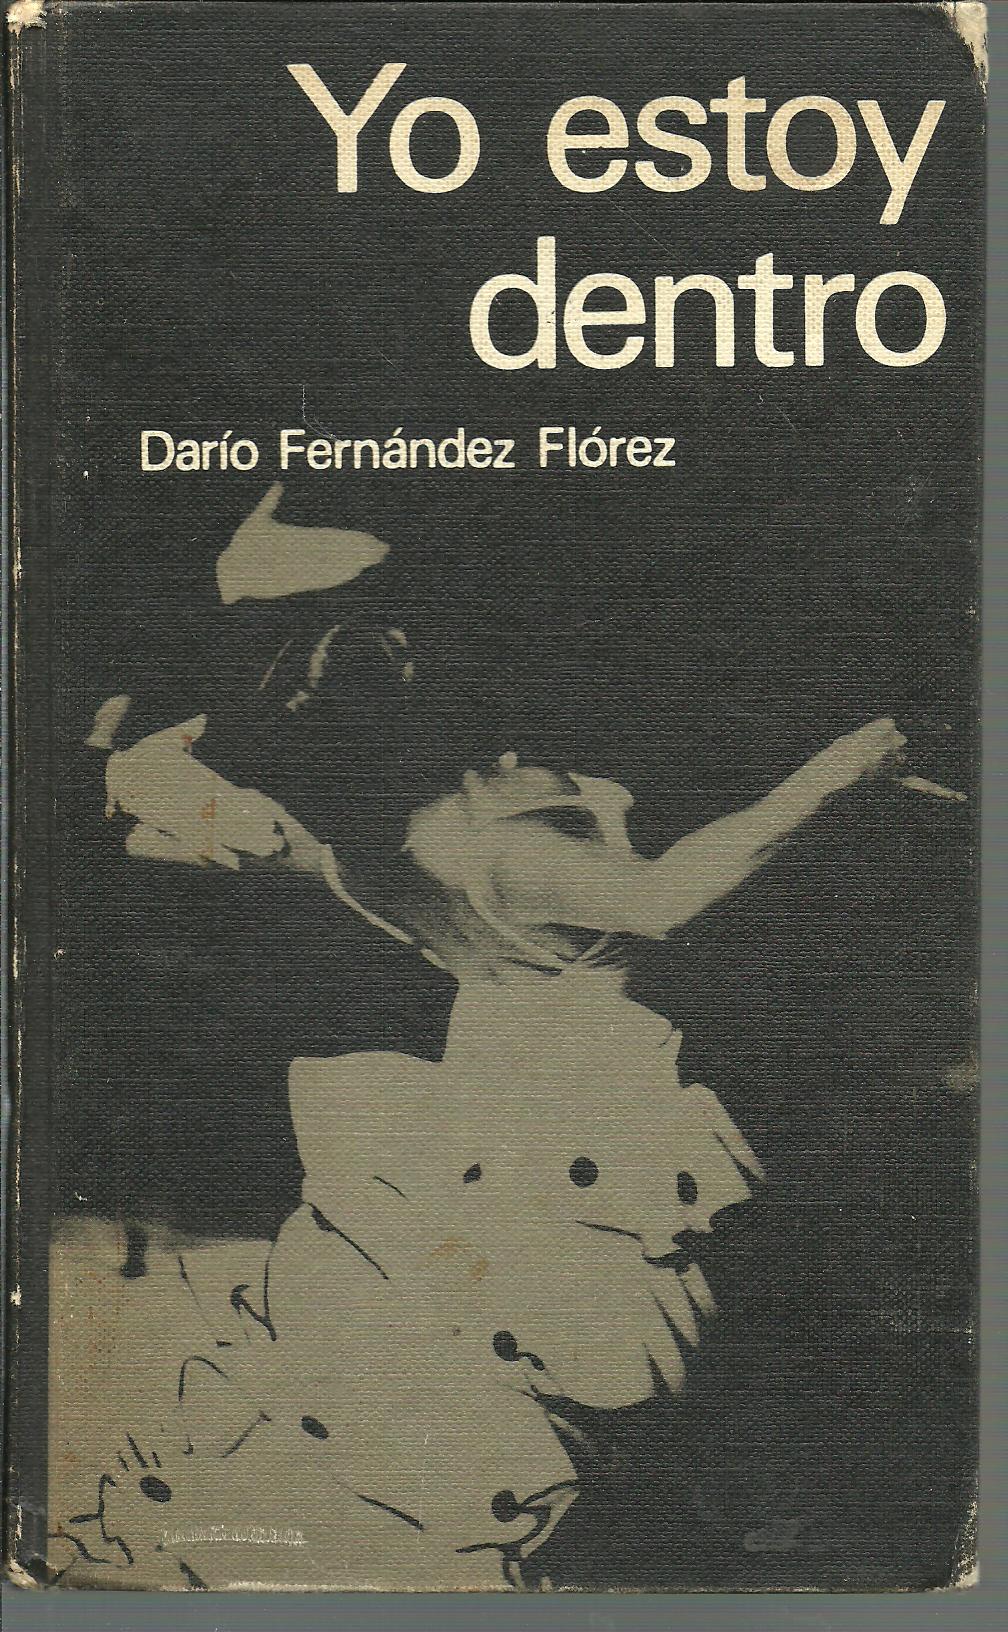 Yo estoy
dentro
Darío Fernández Flórez